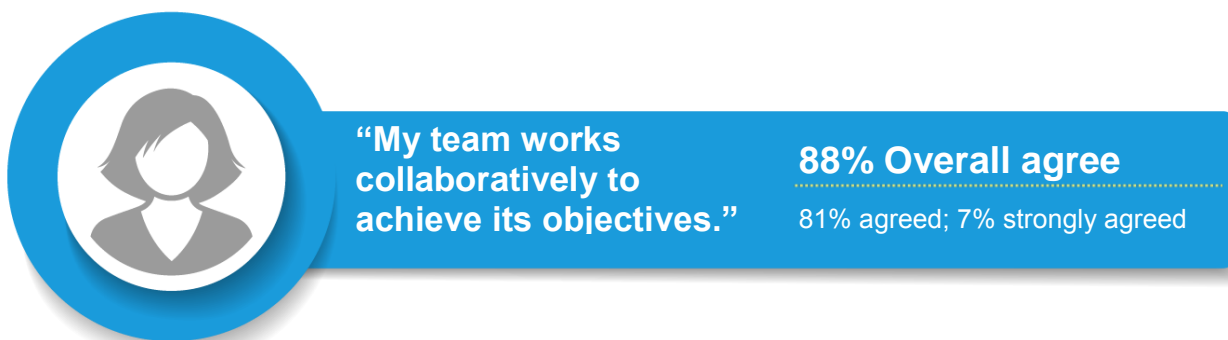 “My team works
collaboratively to
achieve its objectives.”
88% Overall agree
81% agreed; 7% strongly agreed